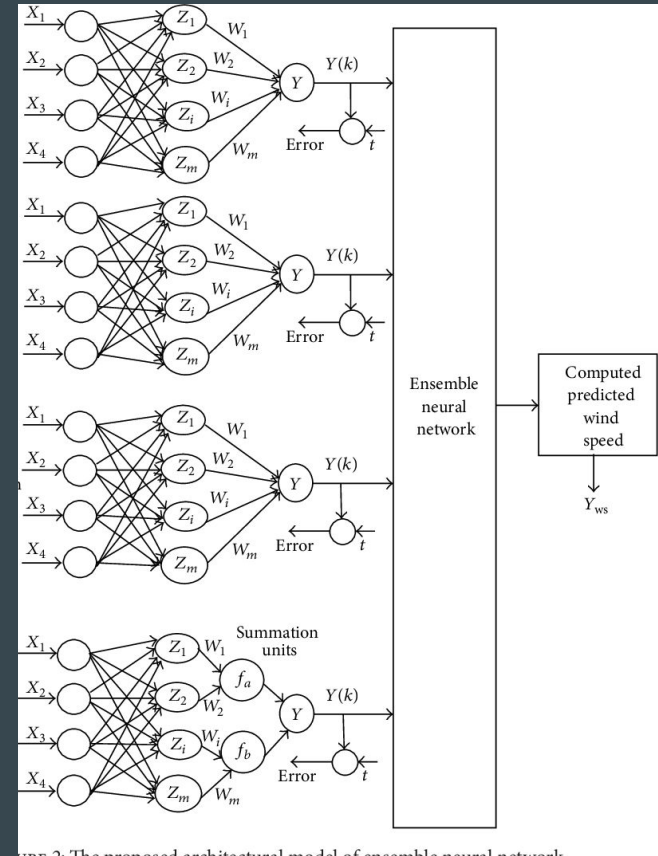 X1
Z1
W1
X2
Z2
W2
Y
Y(k)
X3
Zi
Wi
Error
t
X4
Zm
Wm
X1
Z1
W1
X2
Z2
W2
Y
Y(k)
X3
Zi
Wi
Error
t
X4
Zm
Wm
X1
Z1
W1
X2
Z2
W2
Y
Y(k)
X3
Zi
Wi
Error
t
X4
Zm
Wm
Summation
units
X1
Z1
W1
fa
X2
Z2
W2
Y
Y(k)
X3
Zi
Wi
fb
Error
t
X4
Zm
Wm
Ensemble
neural
network
Computed
predicted
wind
speed
Yws
2: The proposed architectural model of ensemble neural network